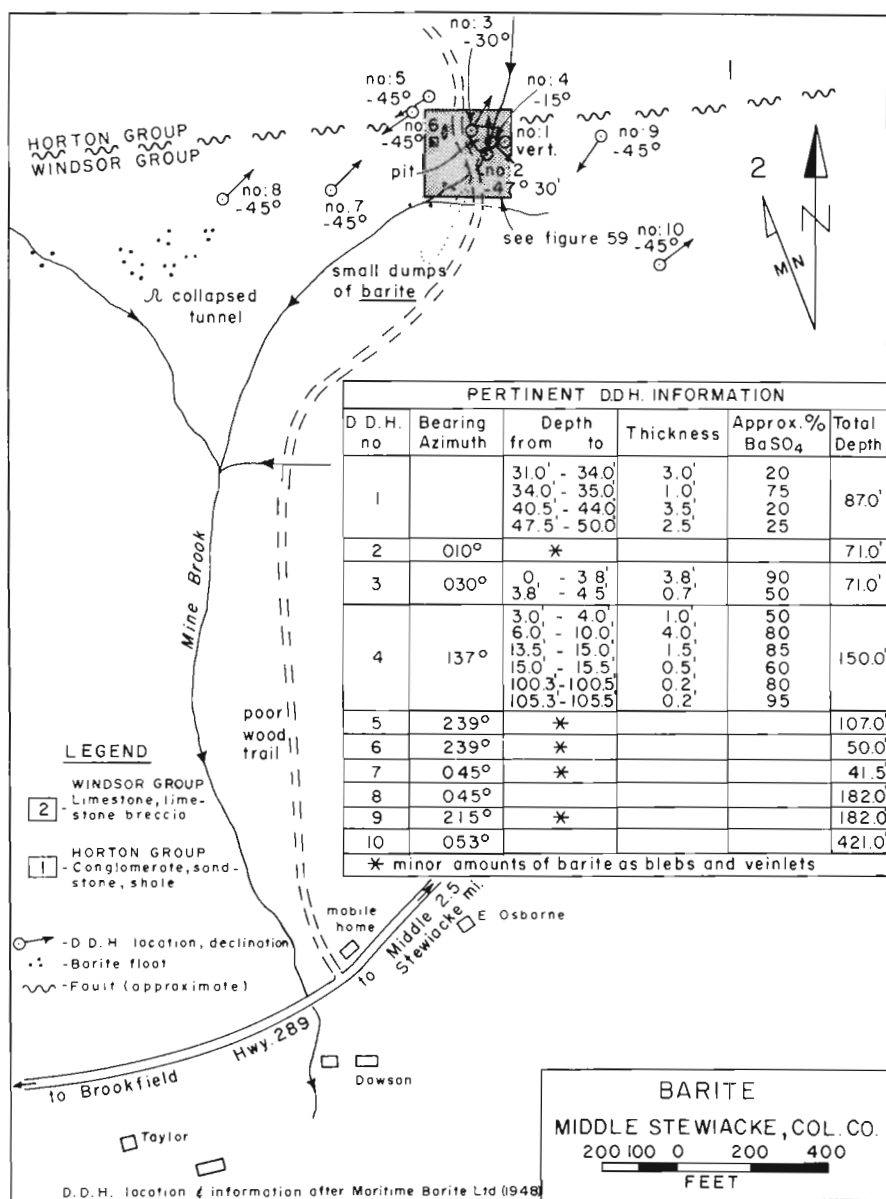 no: 3
-30°
no: 5
-45°
no: 4
-15°
1
HORTON GROUP
WINDSOR GROUP
no: 6
-45°
no: 1
vert.
no: 9
-45°
pit
no: 2
-47° 30'
2
no: 8
-45°
no. 7
-45°
see figure 59
no: 10
-45°
MN
N
small dumps
of barite
collapsed
tunnel
PERTINENT D.D.H. INFORMATION
D.D.H. no Bearing Azimuth Depth from to Thickness Approx. % BaSO4 Total Depth
1 31.0' - 34.0' 3.0' 20 87.0'
34.0' - 35.0' 1.0' 75
40.5' - 44.0' 3.5' 20
47.5' - 50.0' 2.5' 25
2 010° * 71.0'
3 030° 0 - 3.8' 3.8' 90 71.0'
3.8' - 4.5' 0.7' 50
4 137° 3.0' - 4.0' 1.0' 50 150.0'
6.0' - 10.0' 4.0' 80
13.5' - 15.0' 1.5' 85
15.0' - 15.5' 0.5' 60
100.3' - 100.5' 0.2' 80
105.3' - 105.5' 0.2' 95
5 239° * 107.0'
6 239° * 50.0'
7 045° * 41.5'
8 045° 182.0'
9 215° * 182.0'
10 053° 421.0'
* minor amounts of barite as blebs and veinlets
Mine Brook
poor
wood
trail
LEGEND
WINDSOR GROUP
2 - Limestone, lime-
stone breccia
HORTON GROUP
1 - Conglomerate, sand-
stone, shale
- D.D.H. location, declination
- Barite float
- Fault (approximate)
mobile
home
to Middle 2.5
Stewiacke mi.
E Osborne
Hwy. 289
to Brookfield
Dawson
Taylor
BARITE
MIDDLE STEWIACKE, COL. CO.
200 100 0 200 400
FEET
D.D.H. location & information after Maritime Barite Ltd (1948)